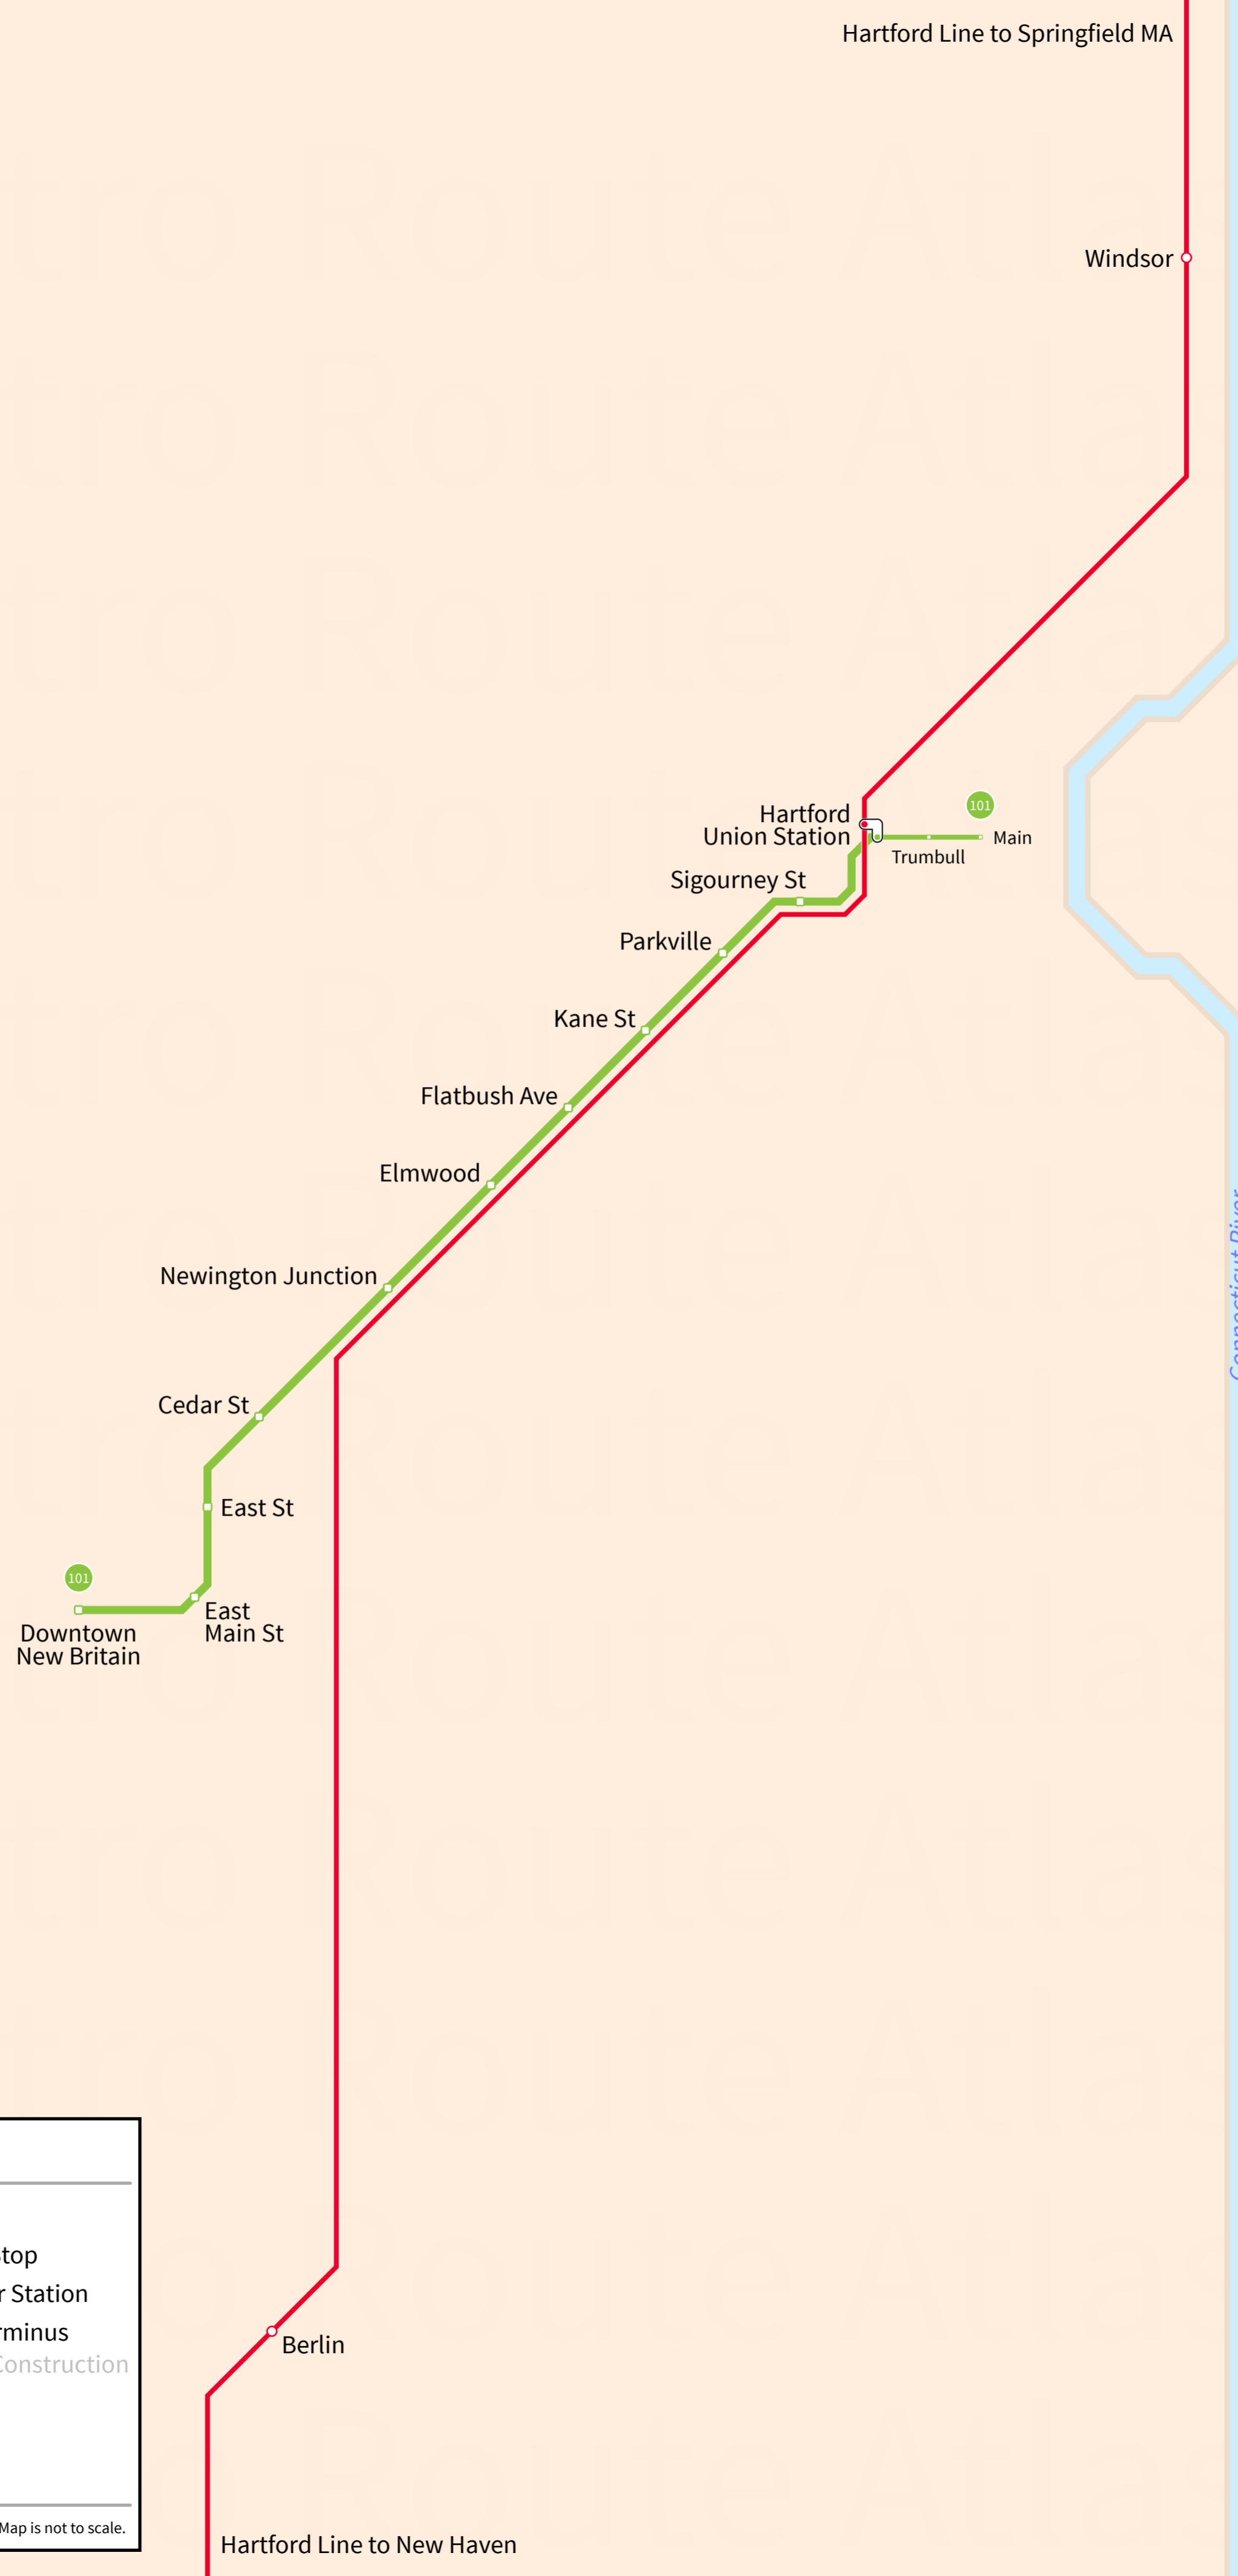 Hartford Line to Springfield MA
Windsor
101
Hartford
Union Station
Main
Trumbull
Sigourney St
Parkville
Kane St
Flatbush Ave
Elmwood
Connecticut River
Newington Junction
Cedar St
East St
101
East
Main St
Downtown
New Britain
top
r Station
rminus
Construction
Berlin
Map is not to scale.
Hartford Line to New Haven